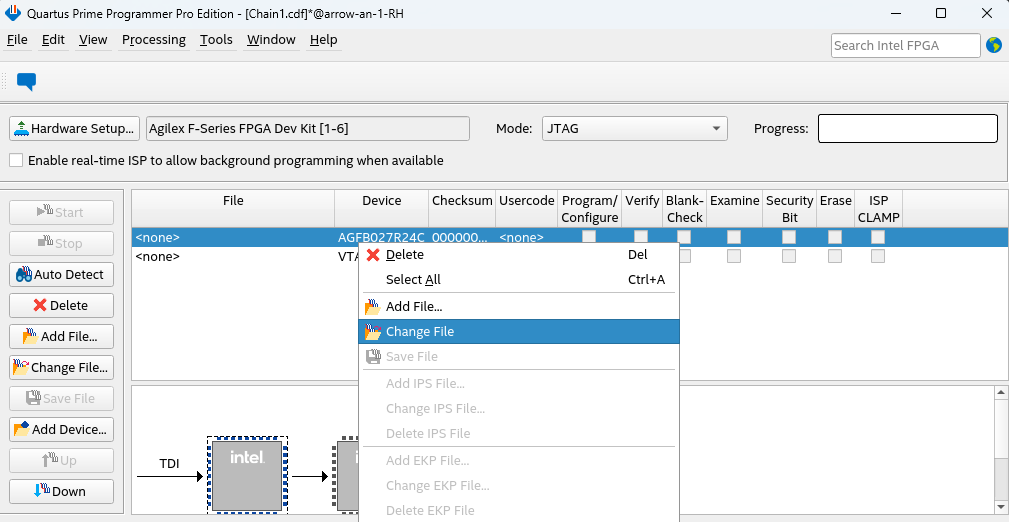 Quartus Prime Programmer Pro Edition - [Chain1.cdf]*@arrow-an-1-RH
File Edit View Processing Tools Window Help
Search Intel FPGA
Hardware Setup... Agilex F-Series FPGA Dev Kit [1-6] Mode: JTAG Progress:
Enable real-time ISP to allow background programming when available
File Device Checksum Usercode Program/ Configure Verify Blank- Check Examine Security Bit Erase ISP CLAMP
<none> AGFB027R24C 000000... <none>
<none>
Start
Stop
Auto Detect
Delete
Add File...
Change File...
Save File
Add Device...
Up
Down
Delete Del
Select All Ctrl+A
Add File...
Change File
Save File
Add IPS File...
Change IPS File...
Delete IPS File
Add EKP File...
Change EKP File...
Delete EKP File
TDI
intel